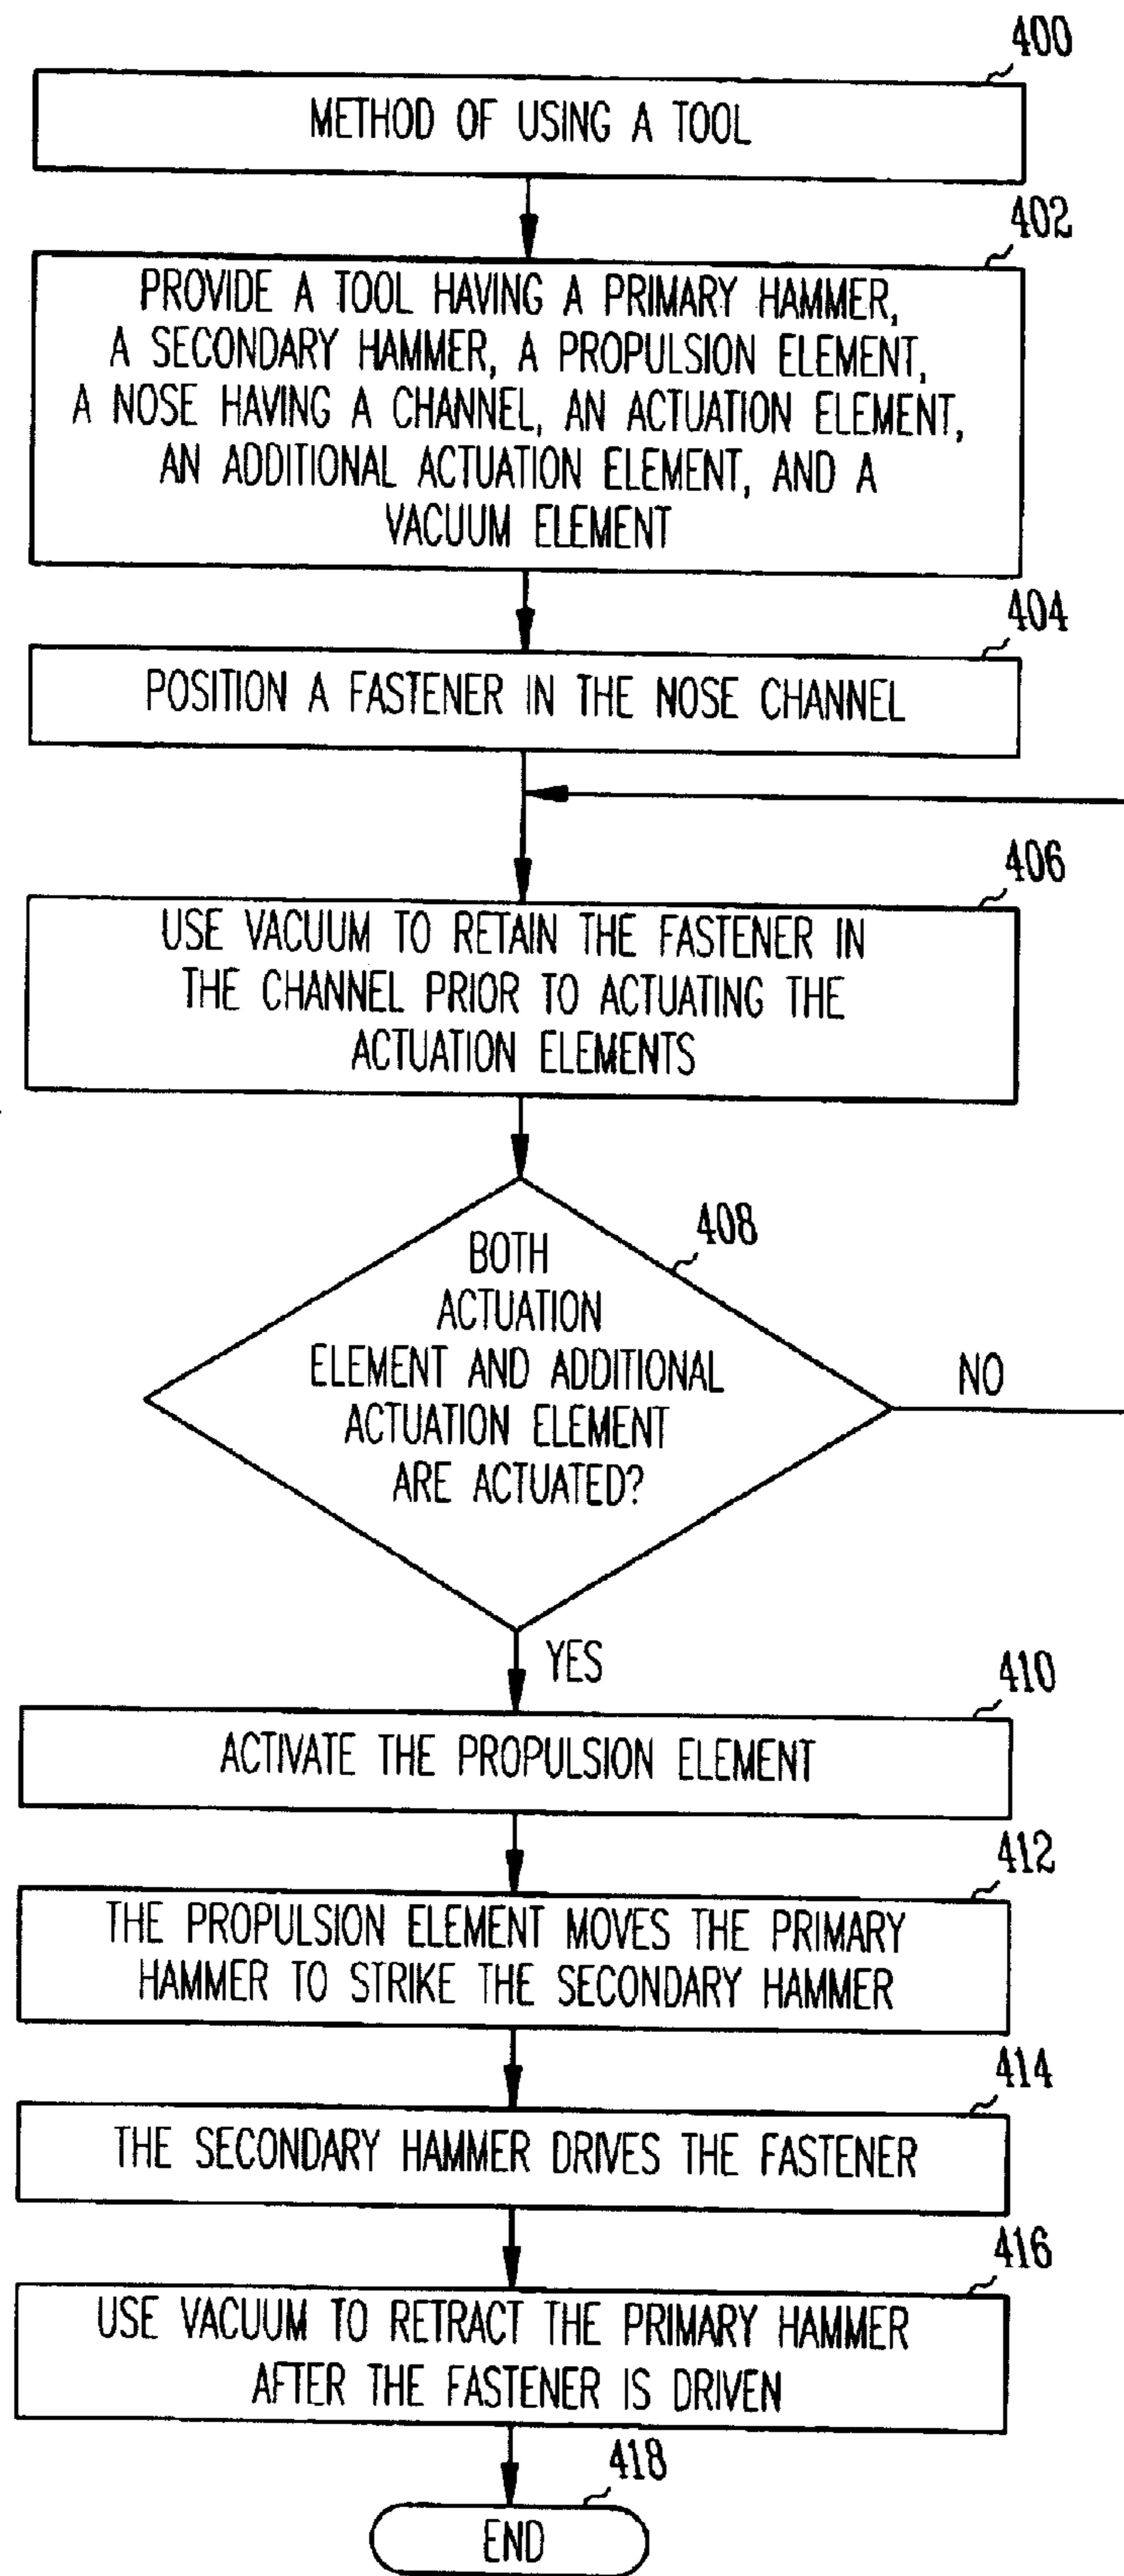 400
METHOD OF USING A TOOL
402
PROVIDE A TOOL HAVING A PRIMARY HAMMER,
A SECONDARY HAMMER, A PROPULSION ELEMENT,
A NOSE HAVING A CHANNEL, AN ACTUATION ELEMENT,
AN ADDITIONAL ACTUATION ELEMENT, AND A
VACUUM ELEMENT
404
POSITION A FASTENER IN THE NOSE CHANNEL
406
USE VACUUM TO RETAIN THE FASTENER IN
THE CHANNEL PRIOR TO ACTUATING THE
ACTUATION ELEMENTS
408
BOTH
ACTUATION
ELEMENT AND ADDITIONAL
ACTUATION ELEMENT
ARE ACTUATED?
NO
YES
410
ACTIVATE THE PROPULSION ELEMENT
412
THE PROPULSION ELEMENT MOVES THE PRIMARY
HAMMER TO STRIKE THE SECONDARY HAMMER
414
THE SECONDARY HAMMER DRIVES THE FASTENER
416
USE VACUUM TO RETRACT THE PRIMARY HAMMER
AFTER THE FASTENER IS DRIVEN
418
END